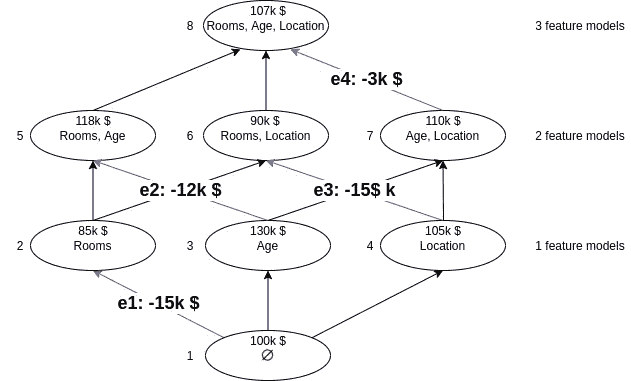 107k $
8 Rooms, Age, Location 3 feature models
e4: -3k $
118k $ 90k $ 110k $
5 Rooms, Age 6 Rooms, Location 7 Age, Location 2 feature models
e2: -12k $ e3: -15$ k
85k $ 130k $ 105k $
2 Rooms 3 Age 4 Location 1 feature models
e1: -15k $
100k $
1 ∅